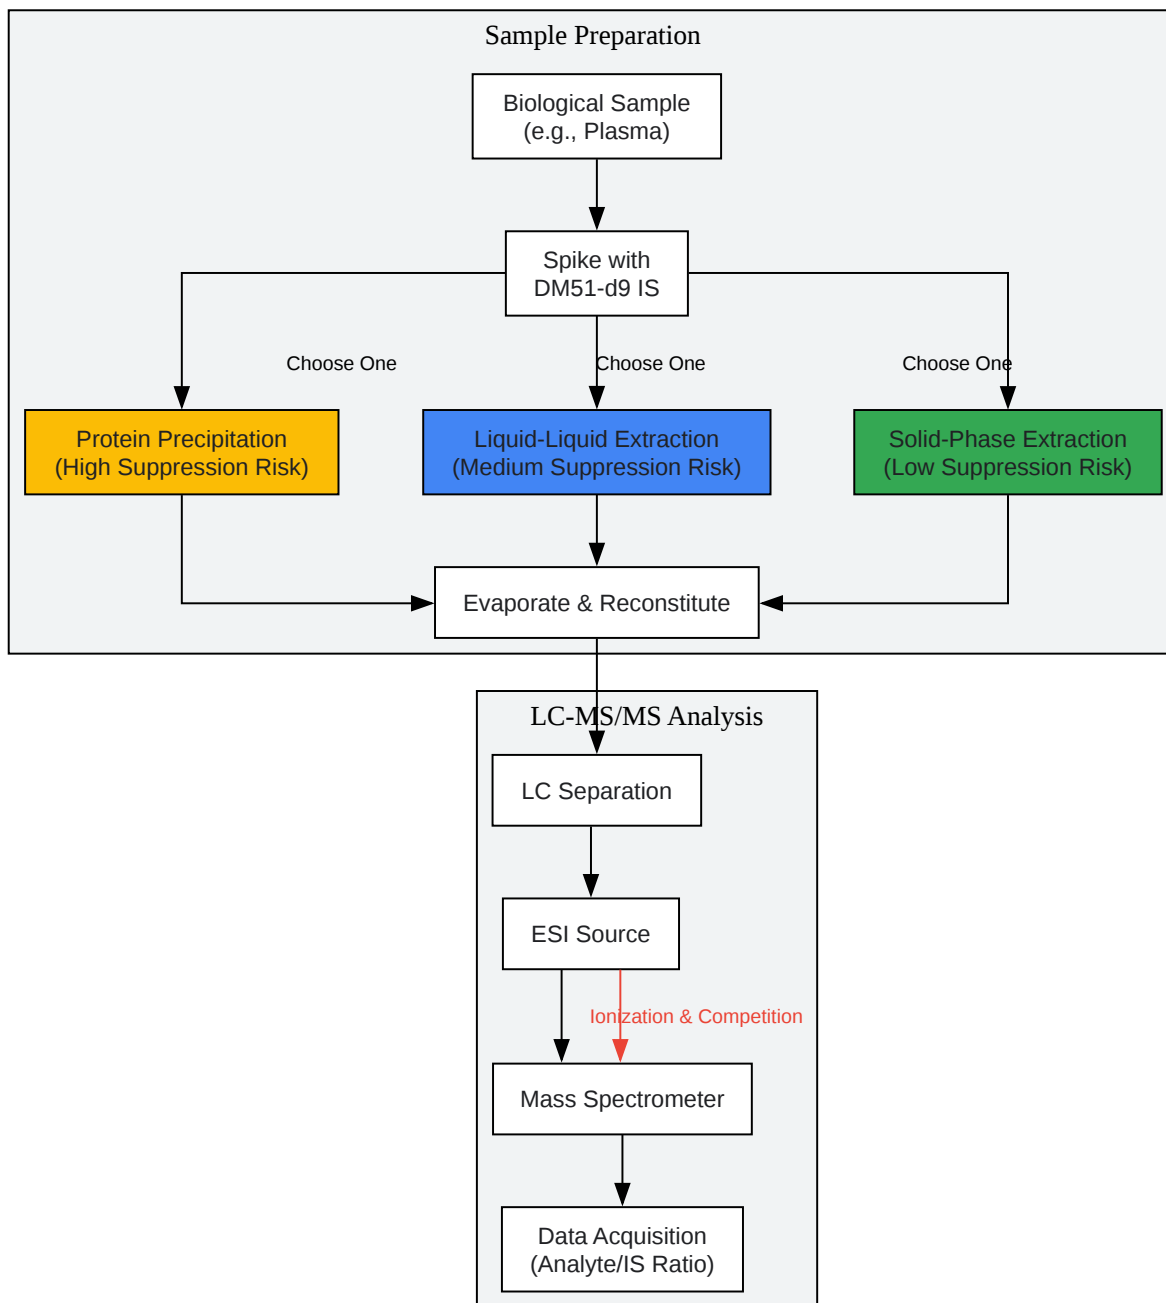 Sample Preparation
Biological Sample
(e.g., Plasma)
Spike with
DM51-d9 IS
Choose One
Choose One
Choose One
Protein Precipitation
(High Suppression Risk)
Liquid-Liquid Extraction
(Medium Suppression Risk)
Solid-Phase Extraction
(Low Suppression Risk)
Evaporate & Reconstitute
LC-MS/MS Analysis
LC Separation
ESI Source
Ionization & Competition
Mass Spectrometer
Data Acquisition
(Analyte/IS Ratio)